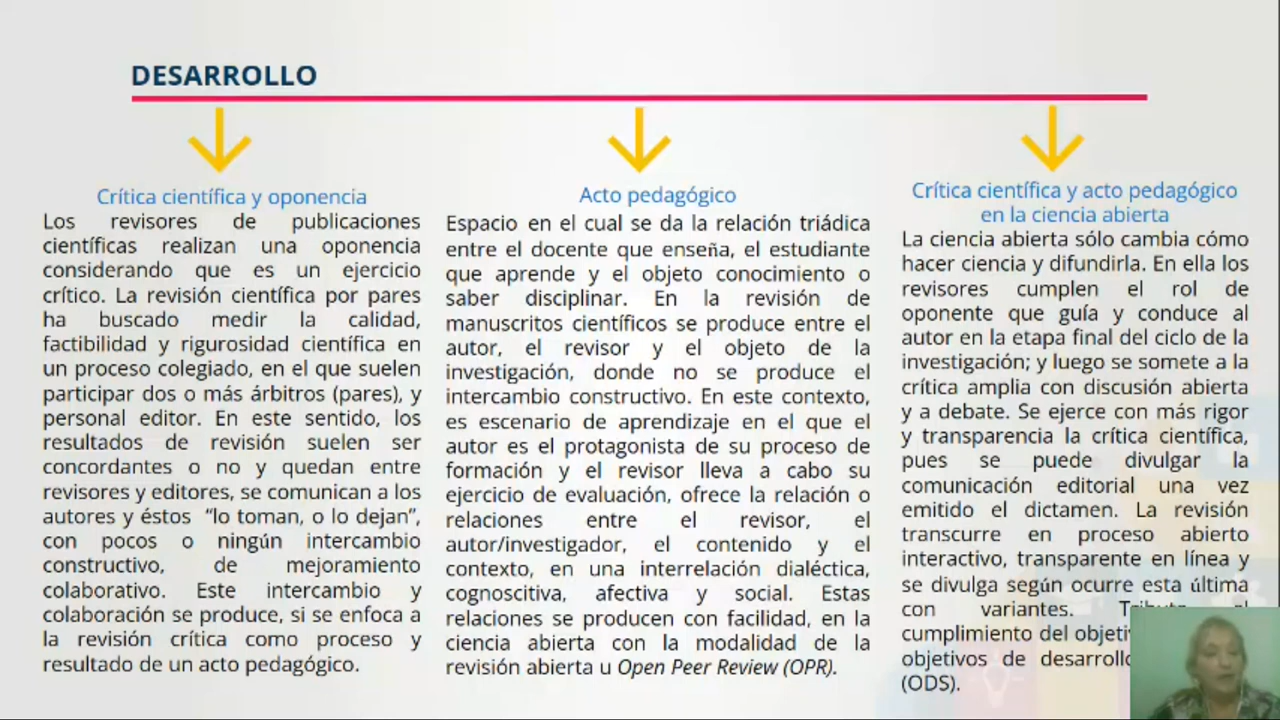 DESARROLLO
Crítica científica y oponencia
Los revisores de publicaciones
científicas realizan una oponencia
considerando que es un ejercicio
crítico. La revisión científica por pares
ha buscado medir la calidad,
factibilidad y rigurosidad científica en
un proceso colegiado, en el que suelen
participar dos o más árbitros (pares), y
personal editor. En este sentido, los
resultados de revisión suelen ser
concordantes o no y quedan entre
revisores y editores, se comunican a los
autores y éstos “lo toman, o lo dejan”,
con pocos o ningún intercambio
constructivo, de mejoramiento
colaborativo. Este intercambio y
colaboración se produce, si se enfoca a
la revisión crítica como proceso y
resultado de un acto pedagógico.
Acto pedagógico
Espacio en el cual se da la relación triádica
entre el docente que enseña, el estudiante
que aprende y el objeto conocimiento o
saber disciplinar. En la revisión de
manuscritos científicos se produce entre el
autor, el revisor y el objeto de la
investigación, donde no se produce el
intercambio constructivo. En este contexto,
es escenario de aprendizaje en el que el
autor es el protagonista de su proceso de
formación y el revisor lleva a cabo su
ejercicio de evaluación, ofrece la relación o
relaciones entre el revisor, el
autor/investigador, el contenido y el
contexto, en una interrelación dialéctica,
cognoscitiva, afectiva y social. Estas
relaciones se producen con facilidad, en la
ciencia abierta con la modalidad de la
revisión abierta u Open Peer Review (OPR).
Crítica científica y acto pedagógico
en la ciencia abierta
La ciencia abierta sólo cambia cómo
hacer ciencia y difundirla. En ella los
revisores cumplen el rol de
oponente que guía y conduce al
autor en la etapa final del ciclo de la
investigación; y luego se somete a la
crítica amplia con discusión abierta
y a debate. Se ejerce con más rigor
y transparencia la crítica científica,
pues se puede divulgar la
comunicación editorial una vez
emitido el dictamen. La revisión
transcurre en proceso abierto
interactivo, transparente en línea y
se divulga según ocurre esta última
con variantes.
cumplimiento del
objetivos de
(ODS).